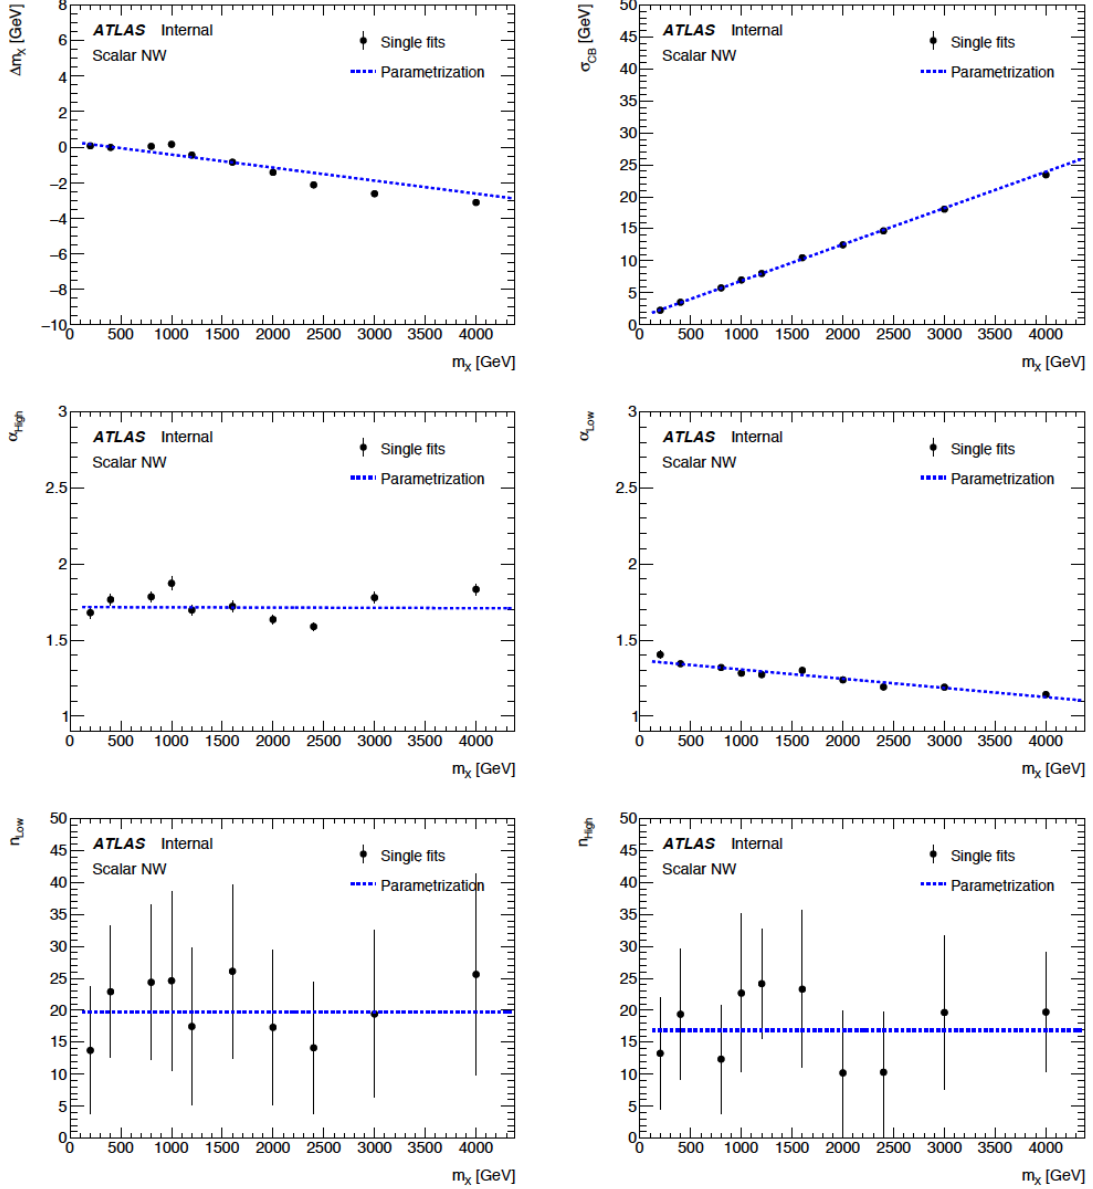 Δm_X [GeV]
ATLAS Internal
Scalar NW
Single fits
Parametrization
8
6
4
2
0
−2
−4
−6
−8
−10
0 500 1000 1500 2000 2500 3000 3500 4000
m_X [GeV]
σ_CB [GeV]
ATLAS Internal
Scalar NW
Single fits
Parametrization
50
45
40
35
30
25
20
15
10
5
0
0 500 1000 1500 2000 2500 3000 3500 4000
m_X [GeV]
α_High
ATLAS Internal
Scalar NW
Single fits
Parametrization
3
2.5
2
1.5
1
0 500 1000 1500 2000 2500 3000 3500 4000
m_X [GeV]
α_Low
ATLAS Internal
Scalar NW
Single fits
Parametrization
3
2.5
2
1.5
1
0 500 1000 1500 2000 2500 3000 3500 4000
m_X [GeV]
n_Low
ATLAS Internal
Scalar NW
Single fits
Parametrization
50
45
40
35
30
25
20
15
10
5
0
0 500 1000 1500 2000 2500 3000 3500 4000
m_X [GeV]
n_High
ATLAS Internal
Scalar NW
Single fits
Parametrization
50
45
40
35
30
25
20
15
10
5
0
0 500 1000 1500 2000 2500 3000 3500 4000
m_X [GeV]